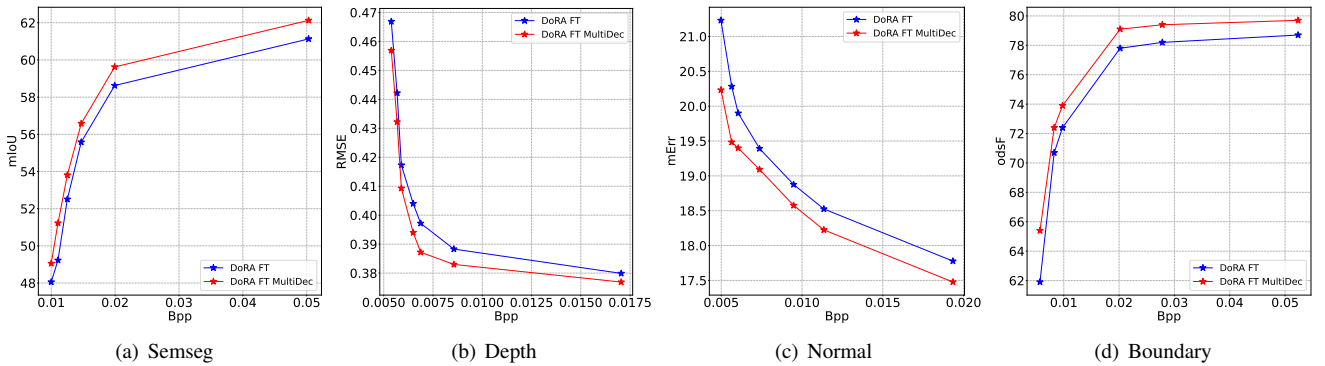 62
60
58
56
54
52
50
48
mIoU
0.01
0.02
0.03
0.04
0.05
Bpp
DoRA FT
DoRA FT MultiDec
(a) Semseg
0.47
0.46
0.45
0.44
0.43
0.42
0.41
0.40
0.39
0.38
RMSE
0.0050
0.0075
0.0100
0.0125
0.0150
0.0175
Bpp
DoRA FT
DoRA FT MultiDec
(b) Depth
21.0
20.5
20.0
19.5
19.0
18.5
18.0
17.5
mErr
0.005
0.010
0.015
0.020
Bpp
DoRA FT
DoRA FT MultiDec
(c) Normal
80
78
76
74
72
70
68
66
64
62
odsF
0.01
0.02
0.03
0.04
0.05
Bpp
DoRA FT
DoRA FT MultiDec
(d) Boundary